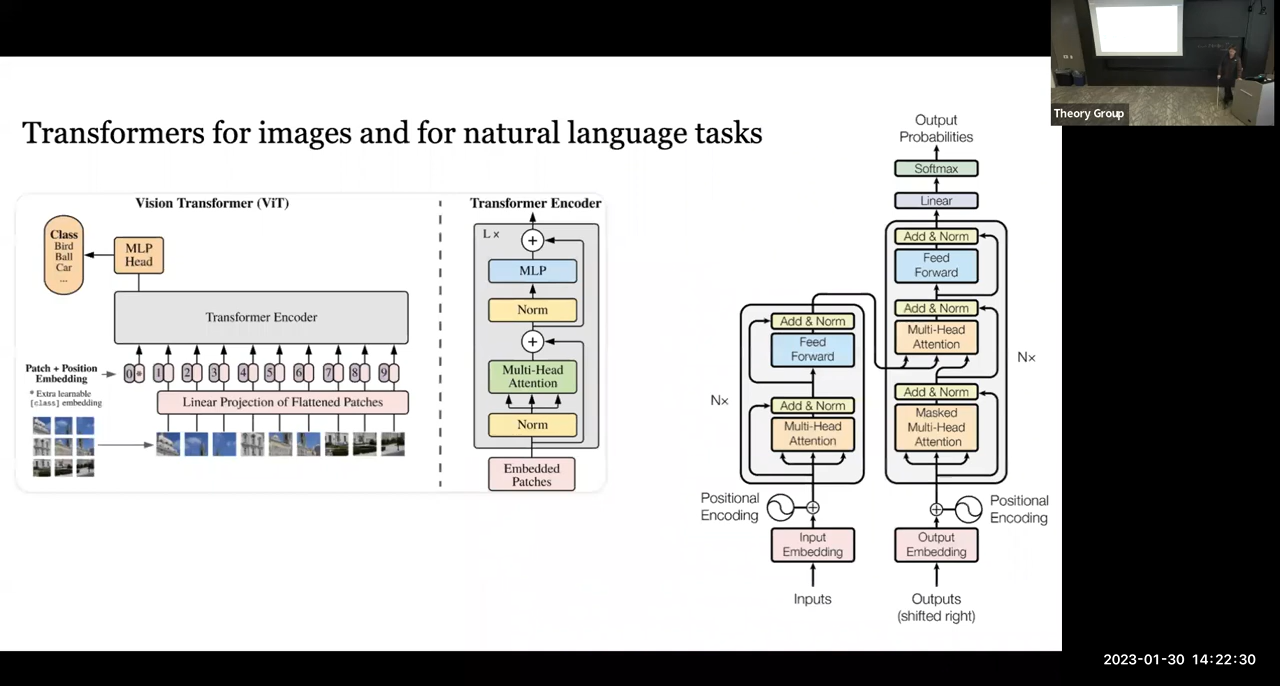 Theory Group
Transformers for images and for natural language tasks
Vision Transformer (ViT)
Class
Bird
Ball
Car
...
MLP
Head
Transformer Encoder
Patch + Position
Embedding
* Extra learnable
[class] embedding
0 * 1 2 3 4 5 6 7 8 9
Linear Projection of Flattened Patches
Transformer Encoder
L ×
+
MLP
Norm
+
Multi-Head
Attention
Norm
Embedded
Patches
Output
Probabilities
Softmax
Linear
Add & Norm
Feed
Forward
Add & Norm
Multi-Head
Attention
N×
Add & Norm
Masked
Multi-Head
Attention
Add & Norm
Feed
Forward
N×
Add & Norm
Multi-Head
Attention
Positional
Encoding
Positional
Encoding
Input
Embedding
Output
Embedding
Inputs
Outputs
(shifted right)
2023-01-30 14:22:30